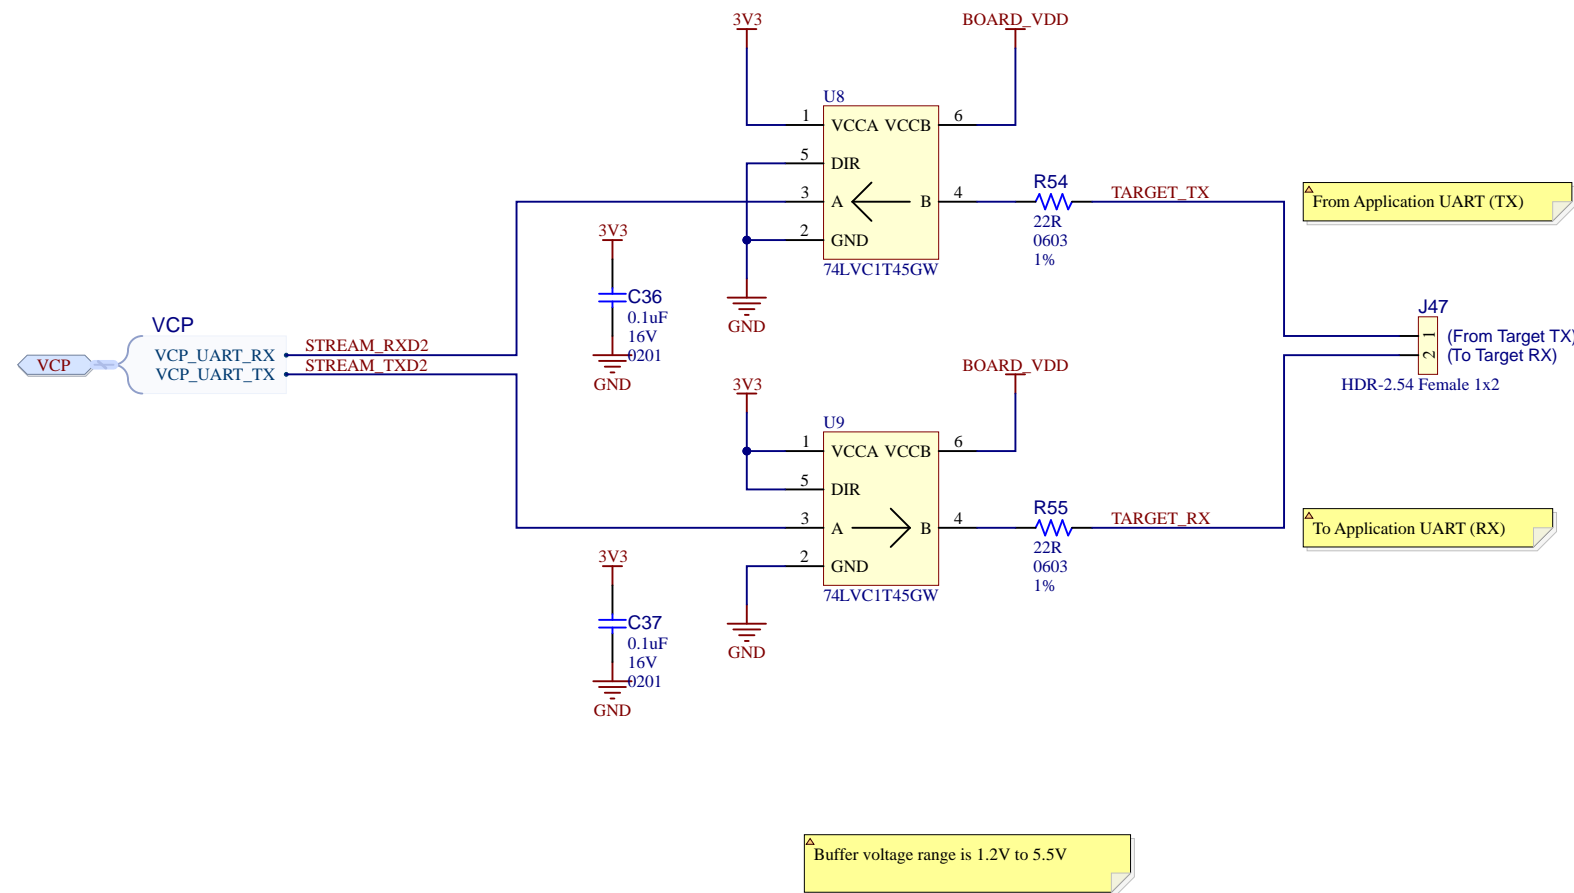 3V3
BOARD_VDD
U8
1 VCCA VCCB 6
5 DIR
3 A B 4
2 GND
74LVC1T45GW
GND
R54
22R
0603
1%
TARGET_TX
From Application UART (TX)
3V3
C36
0.1uF
16V
0201
GND
VCP
VCP
VCP_UART_RX
VCP_UART_TX
STREAM_RXD2
STREAM_TXD2
J47
1 (From Target TX)
2 (To Target RX)
HDR-2.54 Female 1x2
3V3
BOARD_VDD
U9
1 VCCA VCCB 6
5 DIR
3 A B 4
2 GND
74LVC1T45GW
GND
R55
22R
0603
1%
TARGET_RX
To Application UART (RX)
3V3
C37
0.1uF
16V
0201
GND
Buffer voltage range is 1.2V to 5.5V